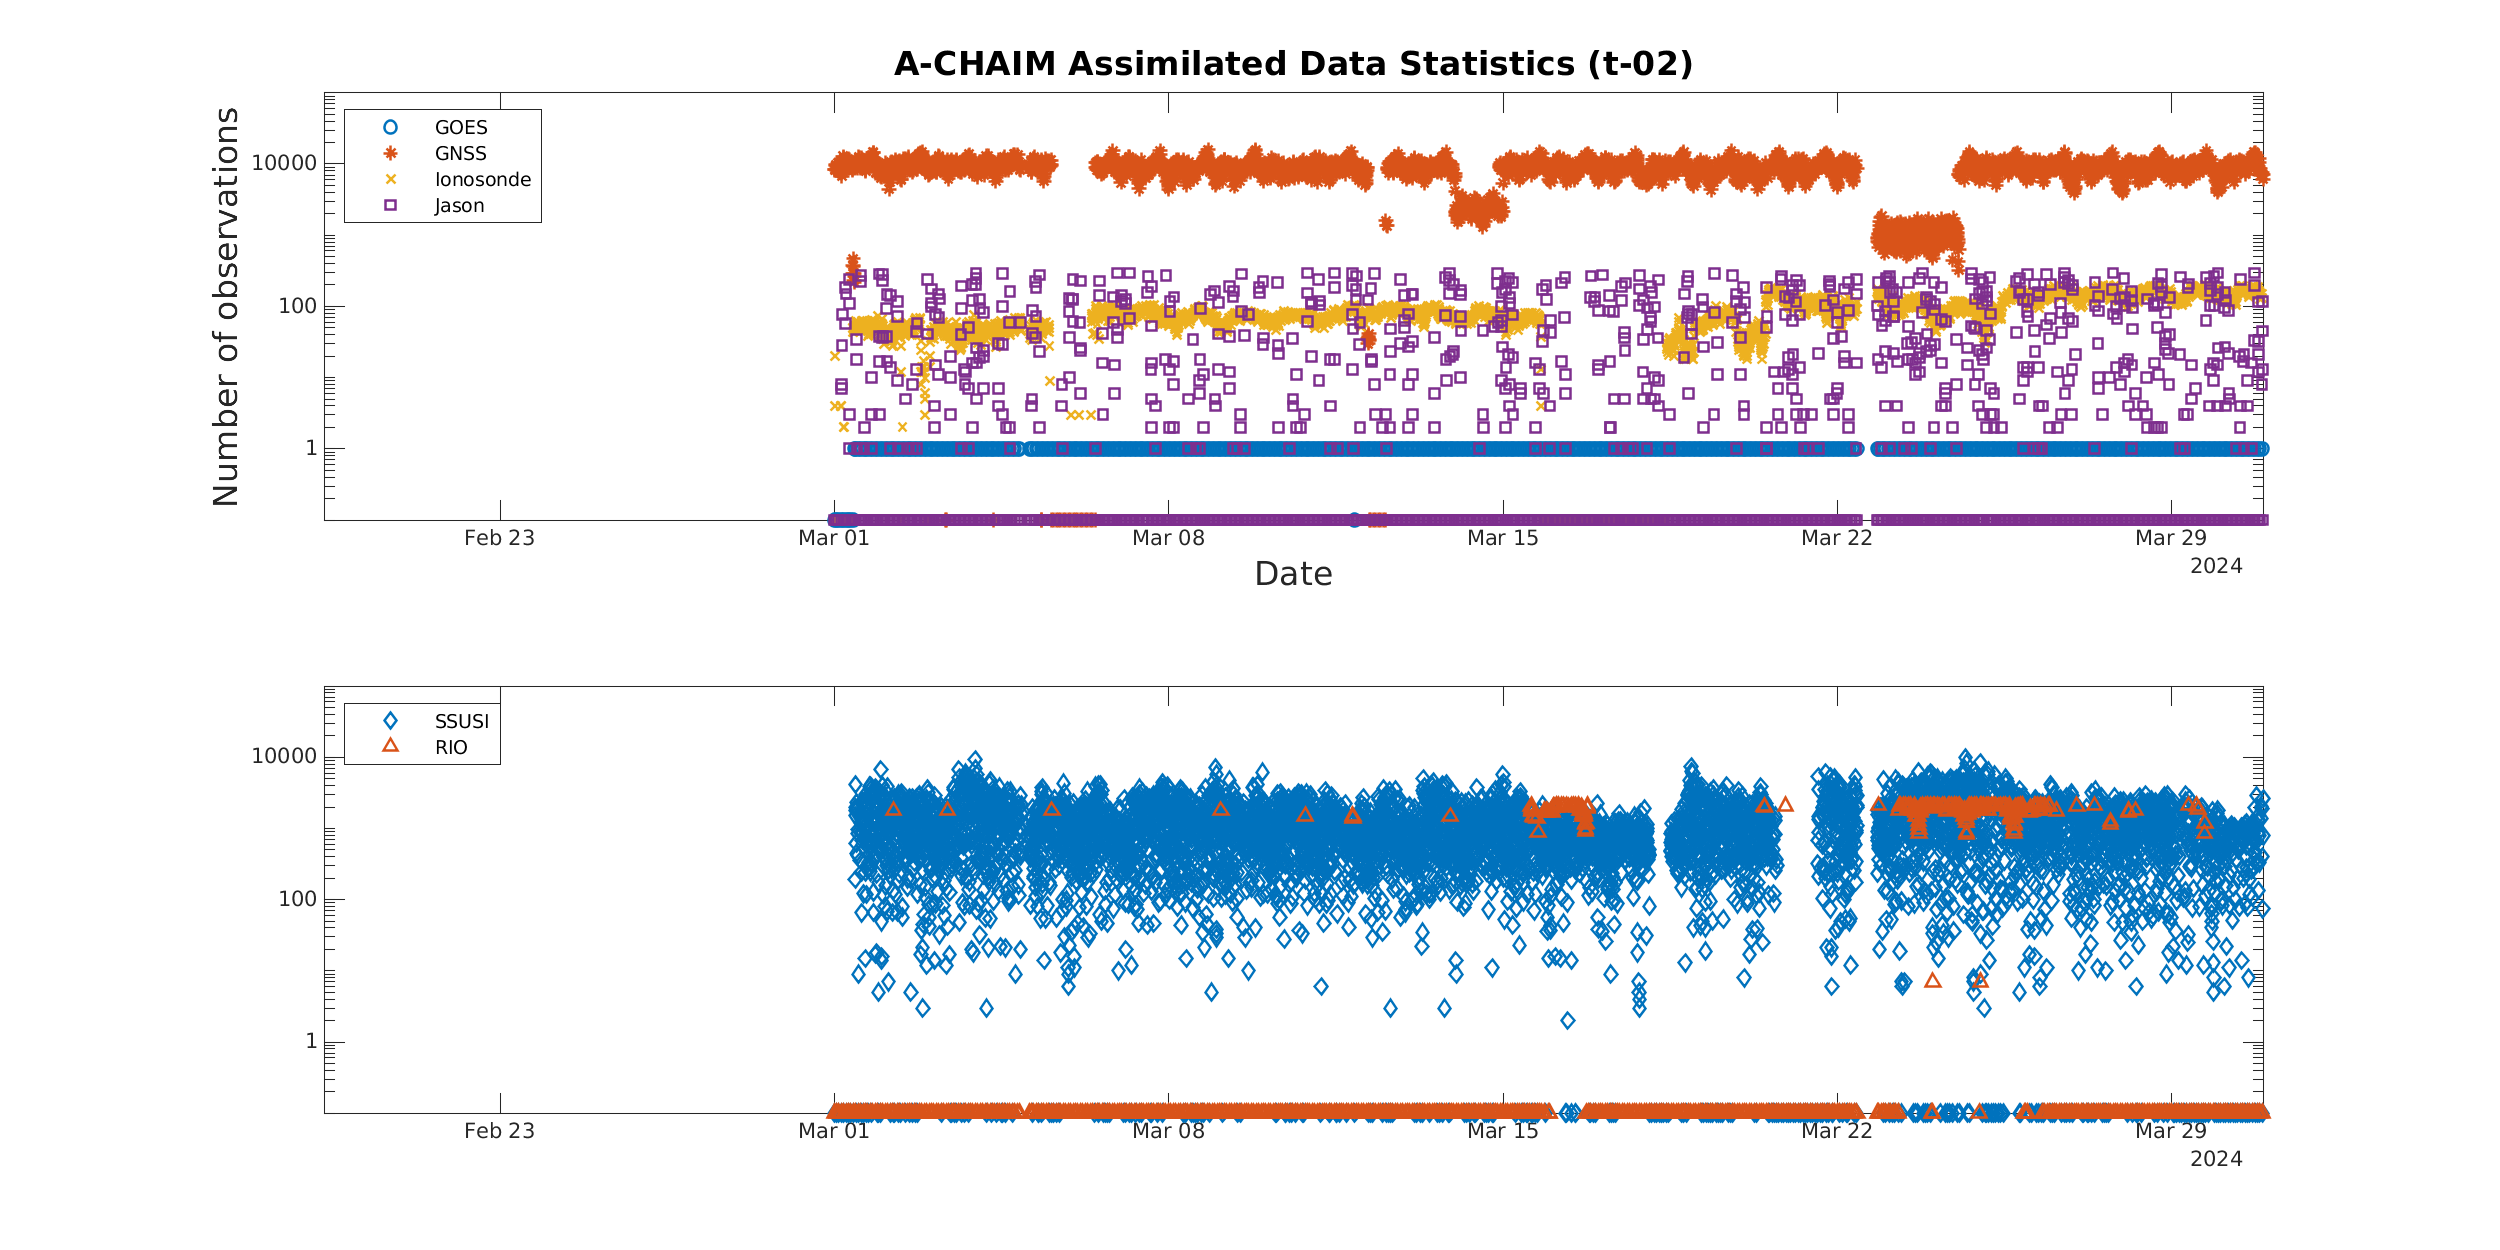 A-CHAIM Assimilated Data Statistics (t-02)
Number of observations
10000
100
1
GOES
GNSS
Ionosonde
Jason
Feb 23
Mar 01
Mar 08
Mar 15
Mar 22
Mar 29
2024
Date
10000
100
1
SSUSI
RIO
Feb 23
Mar 01
Mar 08
Mar 15
Mar 22
Mar 29
2024